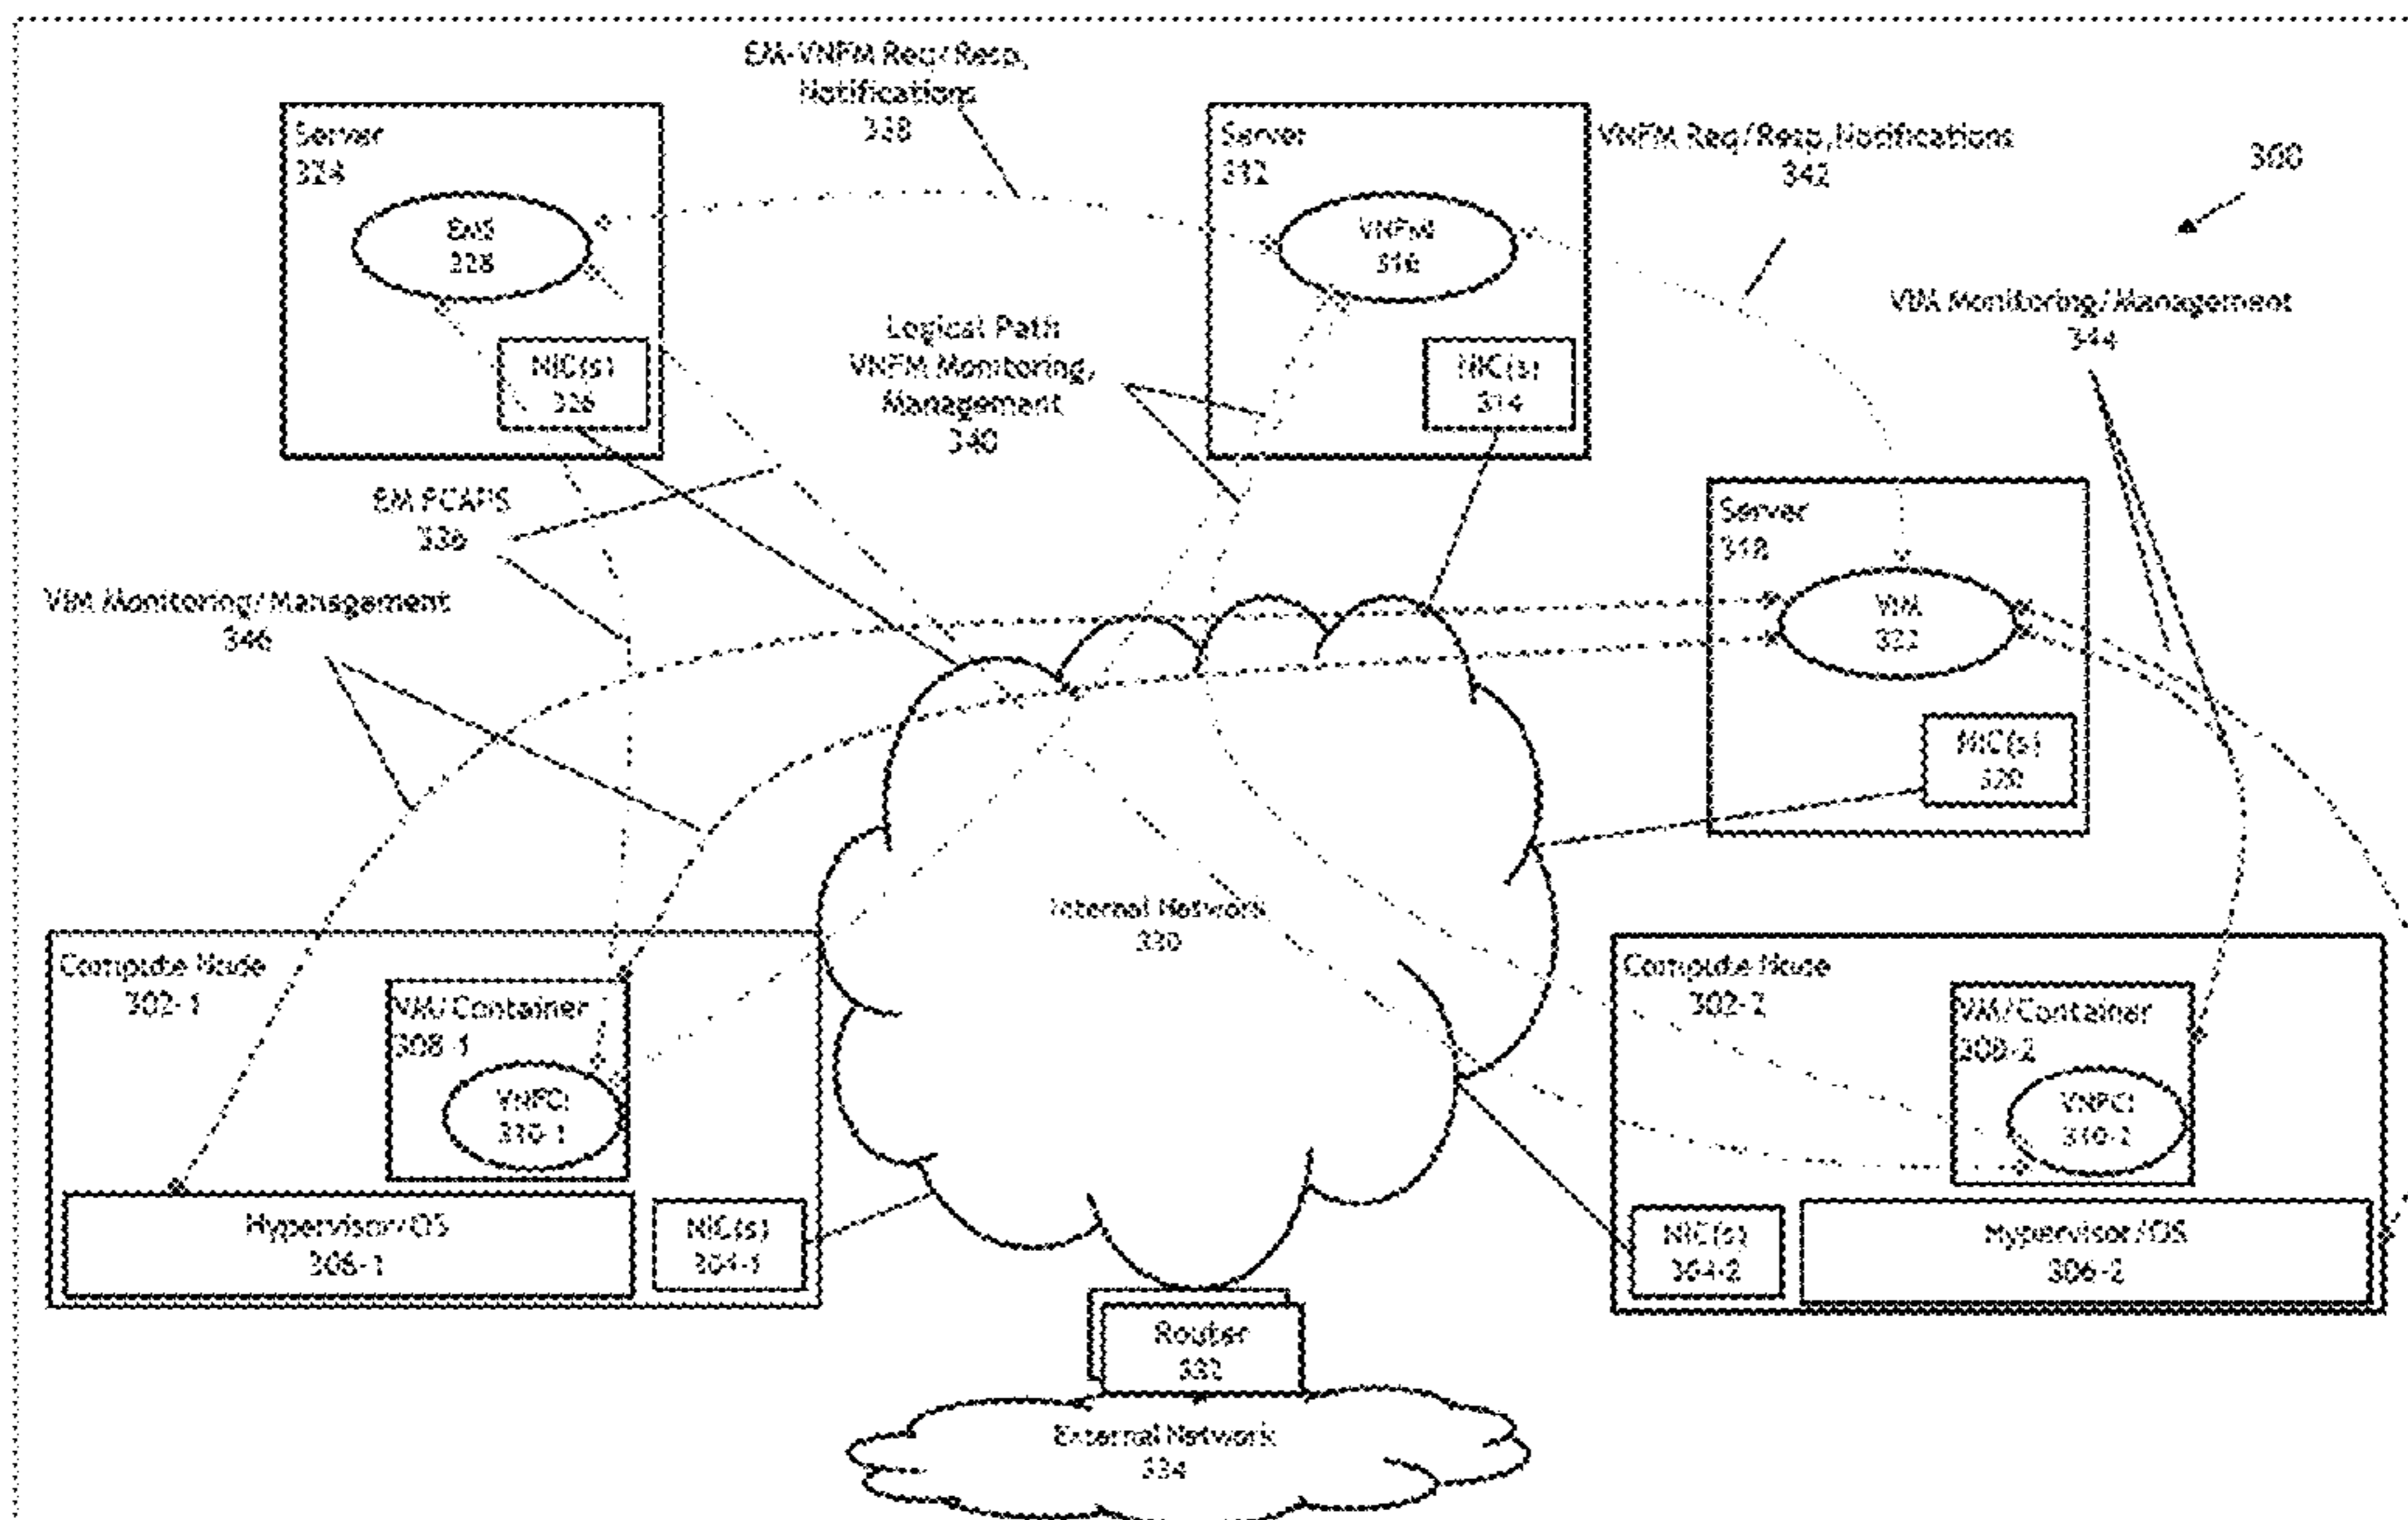 EM-VNFM Req/Resp,
Notifications
338
Server
324
EMS
328
NIC(s)
326
Server
312
VNFM
316
NIC(s)
314
VNFM Req/Resp,Notifications
342
300
VIM Monitoring/Management
344
Logical Path
VNFM Monitoring,
Management
340
EM FCAPS
336
VIM Monitoring/Management
346
Server
318
VIM
322
NIC(s)
320
Internal Network
330
Compute Node
302-1
VM/Container
308-1
VNFCI
310-1
Hypervisor/OS
306-1
NIC(s)
304-1
Compute Node
302-2
VM/Container
308-2
VNFCI
310-2
NIC(s)
304-2
Hypervisor/OS
306-2
Router
332
External Network
334